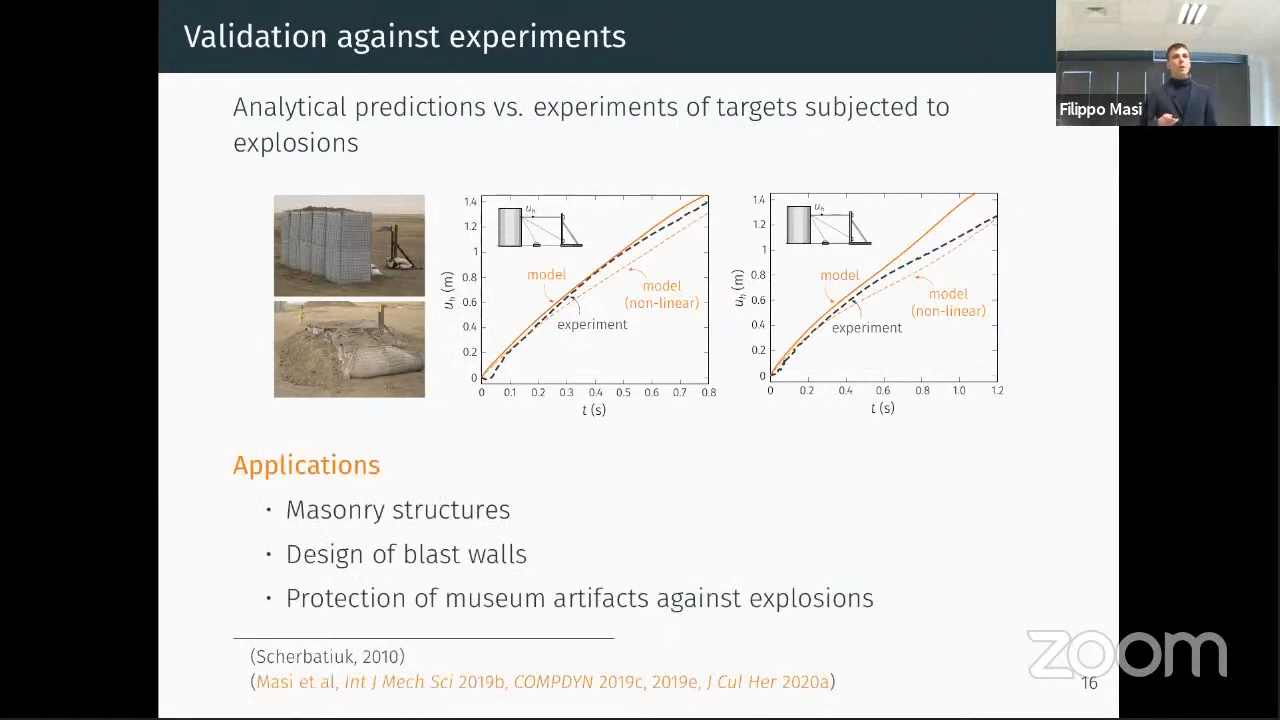 Validation against experiments
Filippo Masi
Analytical predictions vs. experiments of targets subjected to
explosions
1.4
1.2
1
0.8
0.6
0.4
0.2
0
uh (m)
uh
model
model
(non-linear)
experiment
0 0.1 0.2 0.3 0.4 0.5 0.6 0.7 0.8
t (s)
1.4
1.2
1
0.8
0.6
0.4
0.2
0
uh (m)
uh
model
model
(non-linear)
experiment
0 0.2 0.4 0.6 0.8 1.0 1.2
t (s)
Applications
· Masonry structures
· Design of blast walls
· Protection of museum artifacts against explosions
(Scherbatiuk, 2010)
(Masi et al, Int J Mech Sci 2019b, COMPDYN 2019c, 2019e, J Cul Her 2020a)
zoom
16